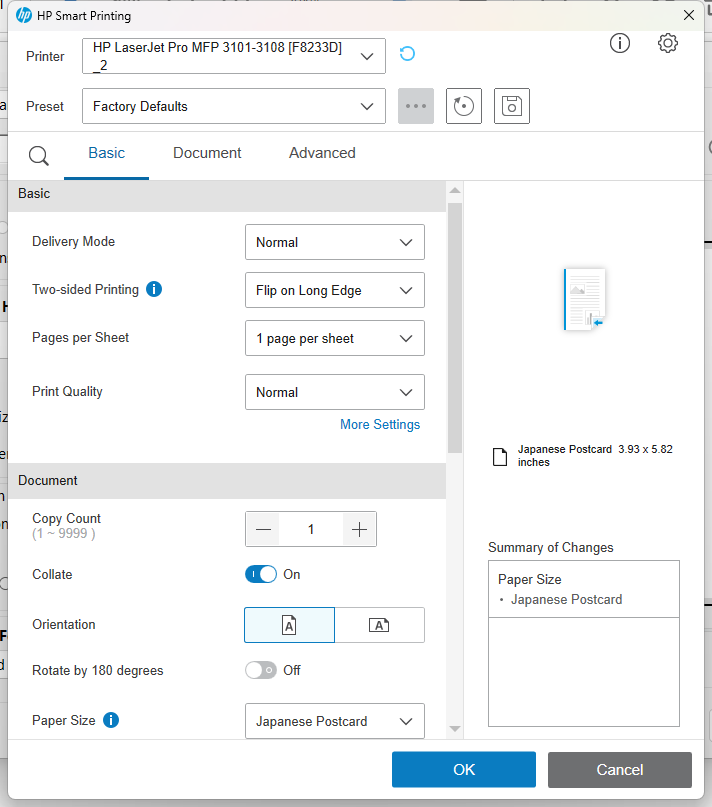 HP Smart Printing
Printer
HP LaserJet Pro MFP 3101-3108 [F8233D]
_2
Preset
Factory Defaults
Basic
Document
Advanced
Basic
Delivery Mode
Normal
Two-sided Printing
Flip on Long Edge
Pages per Sheet
1 page per sheet
Print Quality
Normal
More Settings
Document
Copy Count
(1 ~ 9999 )
1
Collate
On
Orientation
A
A
Rotate by 180 degrees
Off
Paper Size
Japanese Postcard
Japanese Postcard 3.93 x 5.82
inches
Summary of Changes
Paper Size
• Japanese Postcard
OK
Cancel